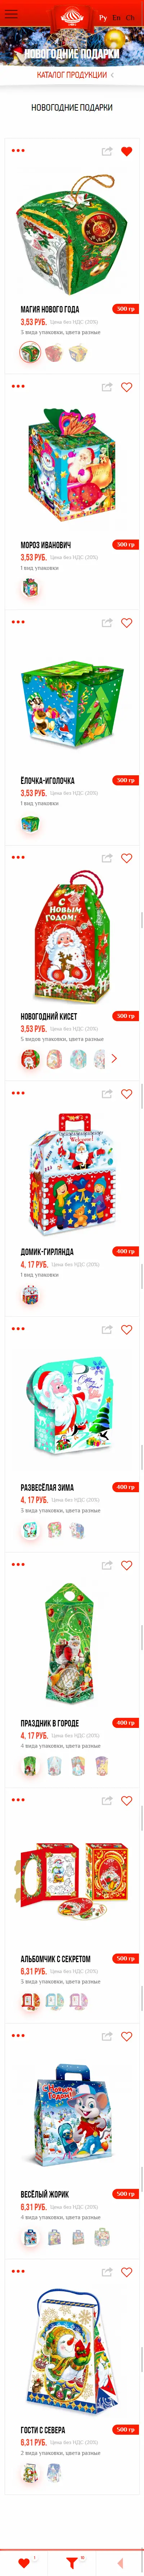 Ру En Ch
НОВОГОДНИЕ ПОДАРКИ
КАТАЛОГ ПРОДУКЦИИ
НОВОГОДНИЕ ПОДАРКИ
МАГИЯ НОВОГО ГОДА
500 гр
3,53 РУБ. Цена без НДС (20%)
3 вида упаковки, цвета разные
МОРОЗ ИВАНОВИЧ
500 гр
3,53 РУБ. Цена без НДС (20%)
1 вид упаковки
ЁЛОЧКА-ИГОЛОЧКА
500 гр
3,53 РУБ. Цена без НДС (20%)
1 вид упаковки
С НОВЫМ ГОДОМ!
НОВОГОДНИЙ КИСЕТ
500 гр
3,53 РУБ. Цена без НДС (20%)
5 видов упаковки, цвета разные
ДОМИК-ГИРЛЯНДА
400 гр
4, 17 РУБ. Цена без НДС (20%)
1 вид упаковки
РАЗВЕСЁЛАЯ ЗИМА
400 гр
4, 17 РУБ. Цена без НДС (20%)
3 вида упаковки, цвета разные
ПРАЗДНИК В ГОРОДЕ
400 гр
4, 17 РУБ. Цена без НДС (20%)
4 вида упаковки, цвета разные
АЛЬБОМЧИК С СЕКРЕТОМ
500 гр
6,31 РУБ. Цена без НДС (20%)
3 вида упаковки, цвета разные
Новым Годом!
ВЕСЁЛЫЙ ЖОРИК
500 гр
6,31 РУБ. Цена без НДС (20%)
4 вида упаковки, цвета разные
ГОСТИ С СЕВЕРА
500 гр
6,31 РУБ. Цена без НДС (20%)
2 вида упаковки, цвета разные